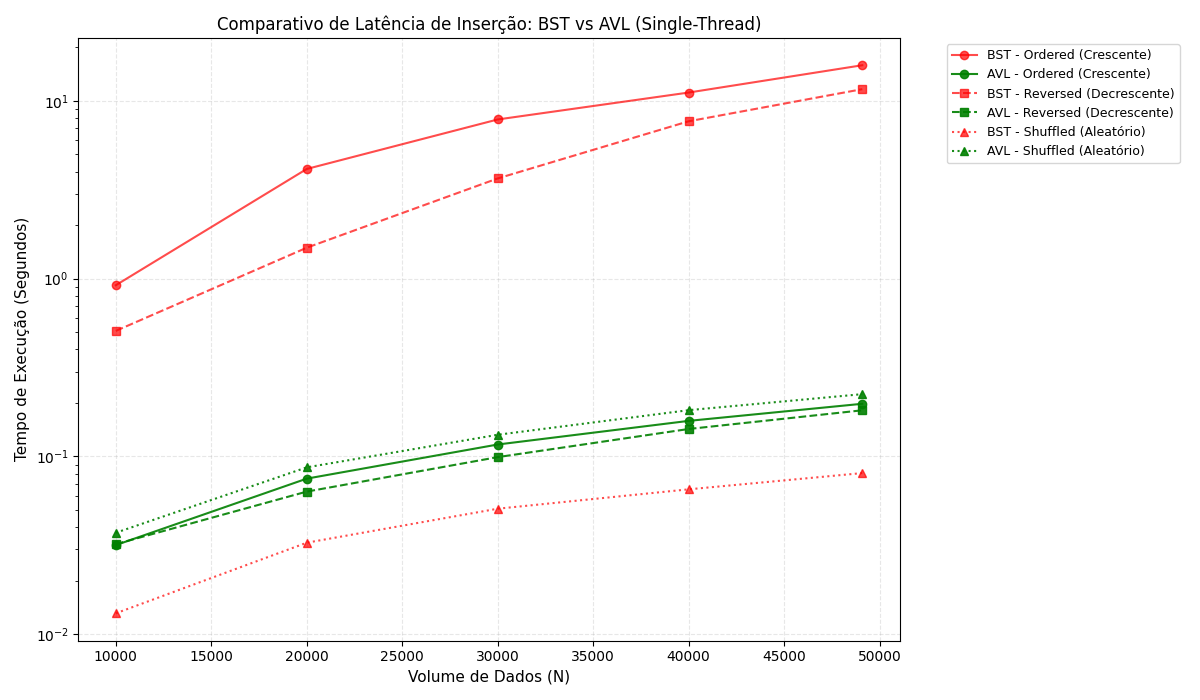 Comparativo de Latência de Inserção: BST vs AVL (Single-Thread)
BST - Ordered (Crescente)
AVL - Ordered (Crescente)
BST - Reversed (Decrescente)
AVL - Reversed (Decrescente)
BST - Shuffled (Aleatório)
AVL - Shuffled (Aleatório)
Tempo de Execução (Segundos)
10¹
10⁰
10⁻¹
10⁻²
10000 15000 20000 25000 30000 35000 40000 45000 50000
Volume de Dados (N)